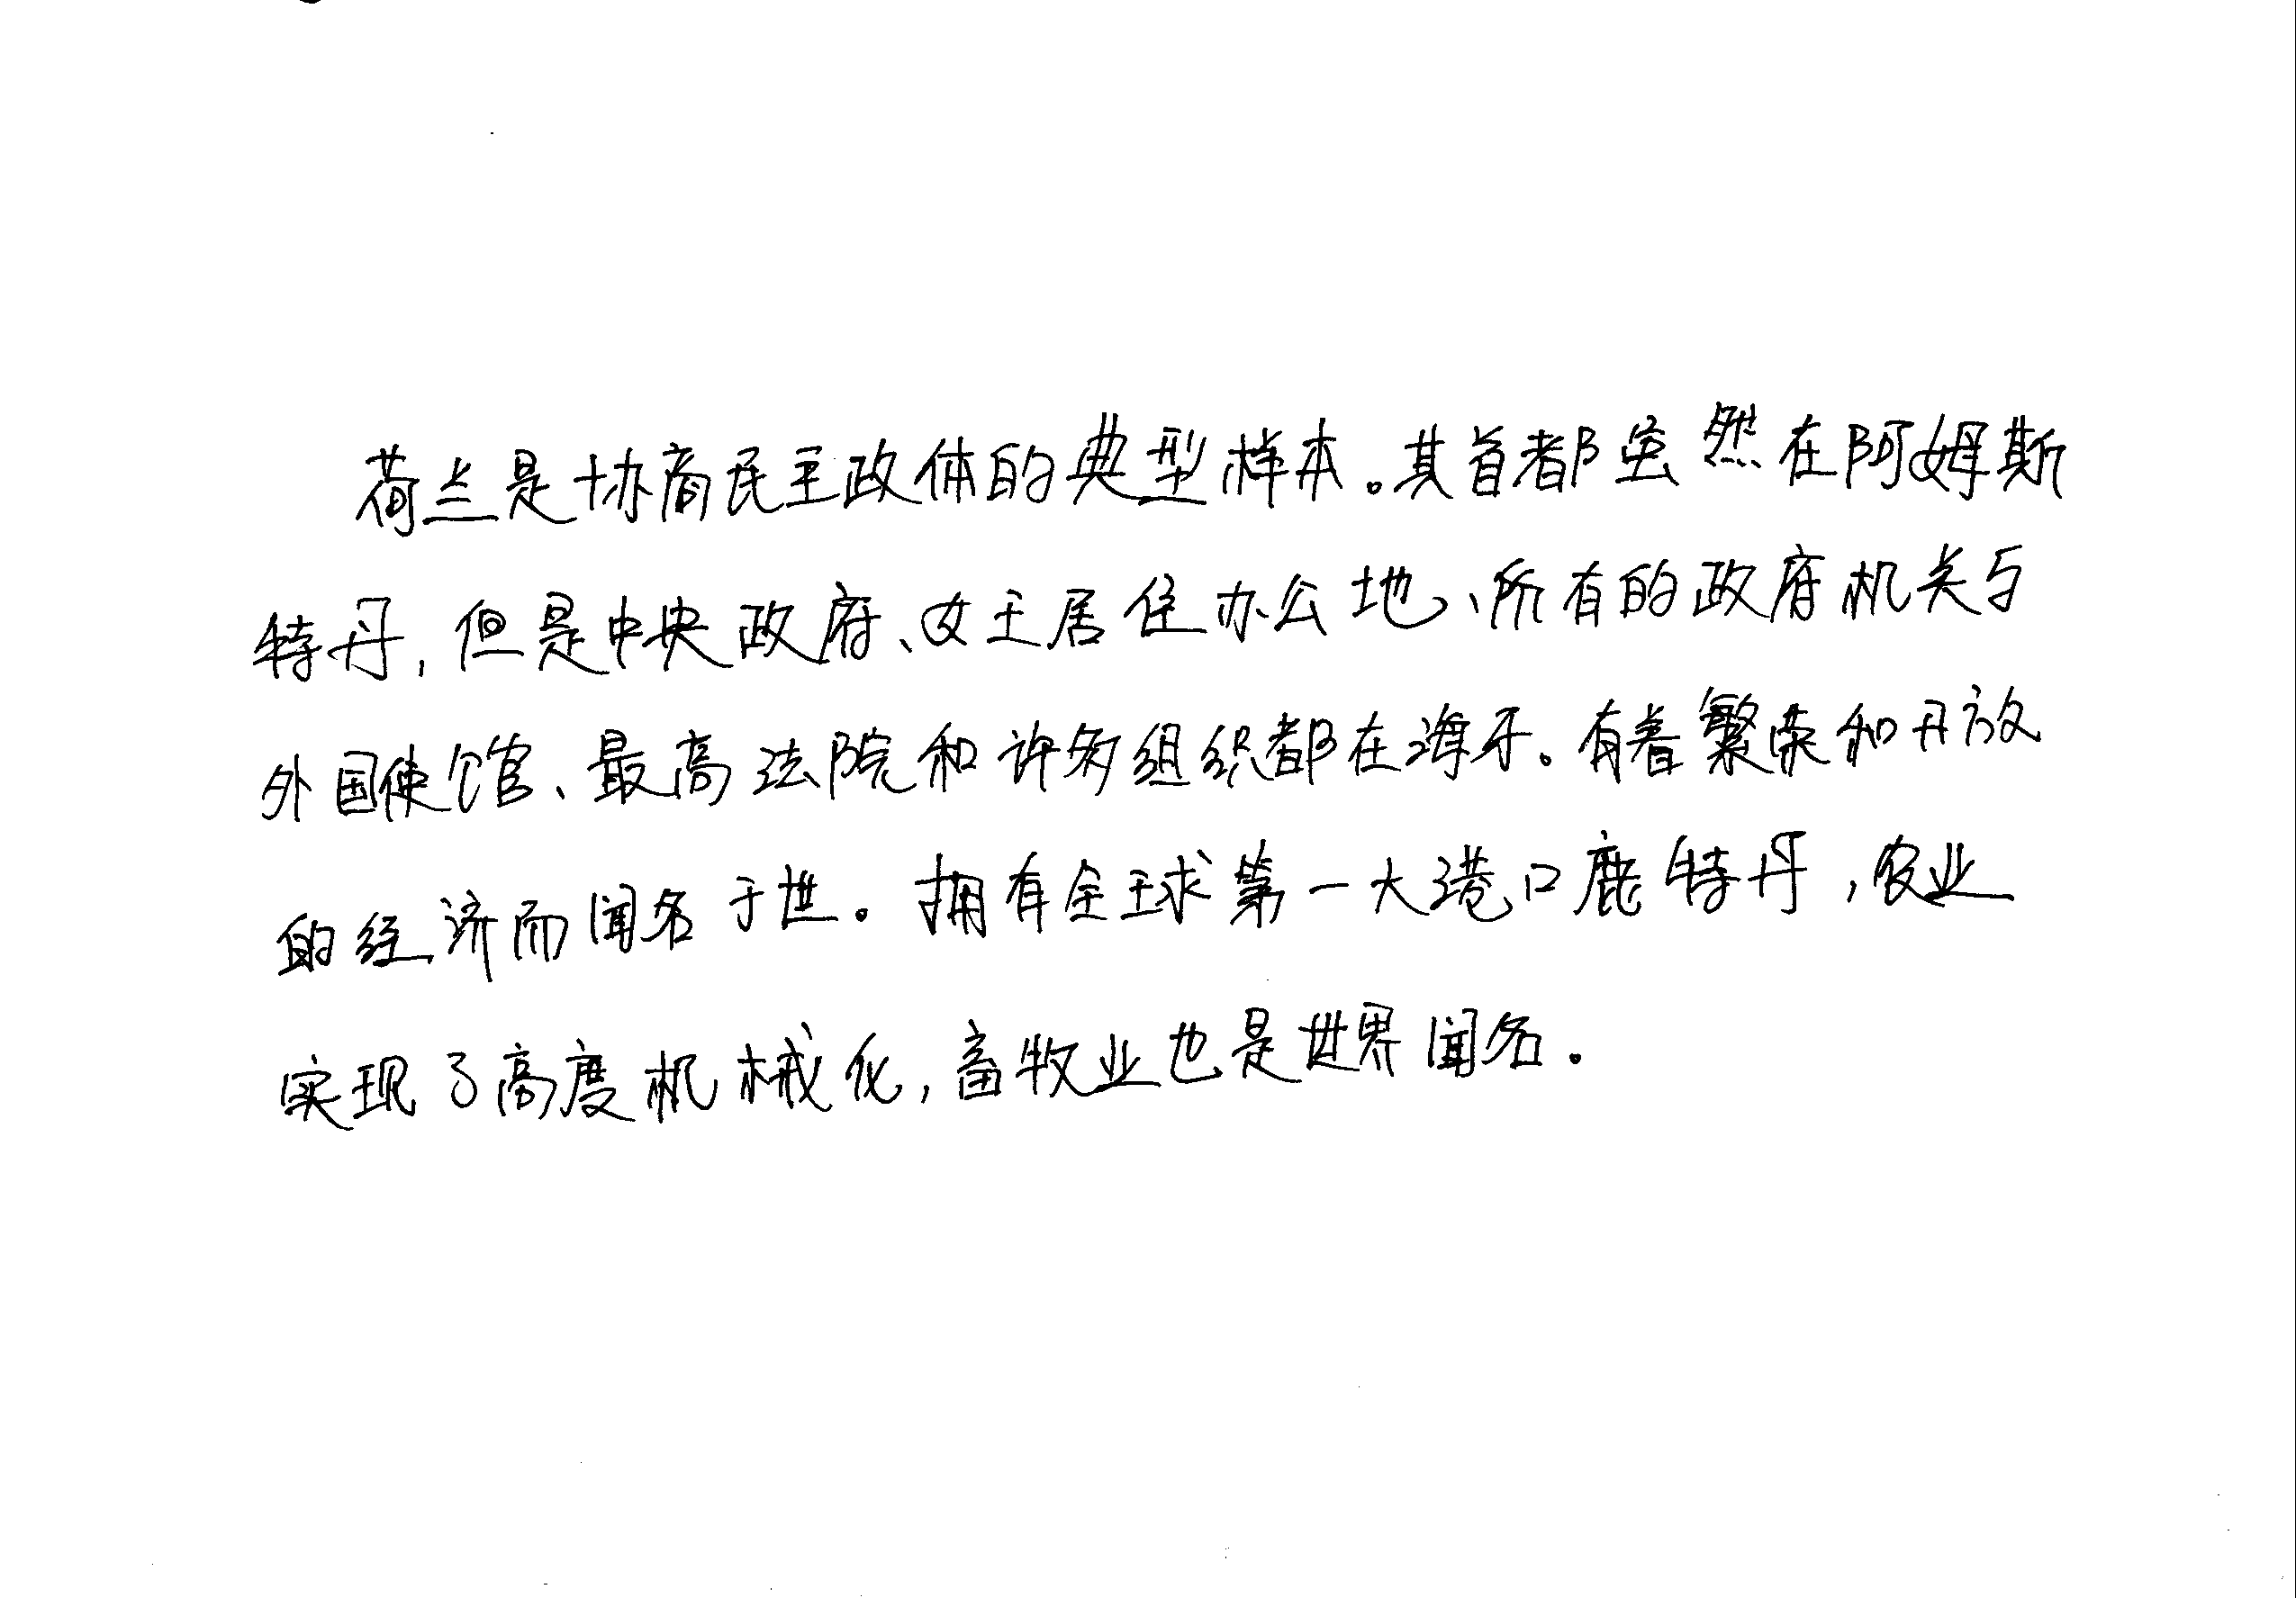 荷兰是协商民主政体的典型样本。其首都虽然在阿姆斯
特丹,但是中央政府、女王居住办公地、所有的政府机关与
外国使馆、最高法院和许多组织都在海牙。有着繁荣和开放
的经济而闻名于世。拥有全球第一大港口鹿特丹,农业
实现了高度机械化,畜牧业也是世界闻名.